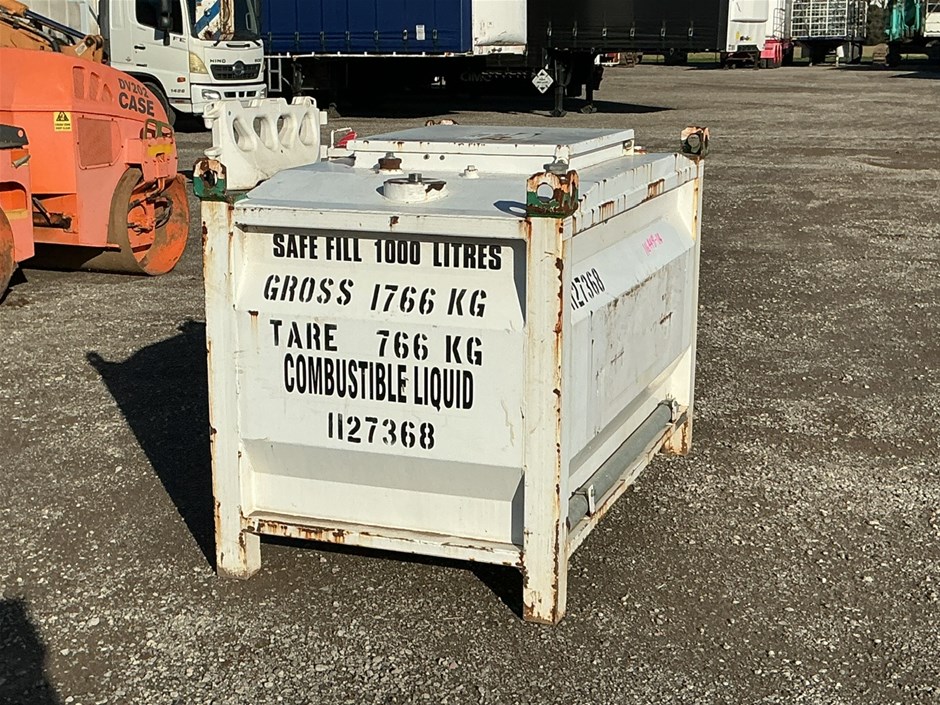 SAFE FILL 1000 LITRES
GROSS 1766 KG
TARE 766 KG
COMBUSTIBLE LIQUID
1127368
1127368
DV202
CASE
HINO